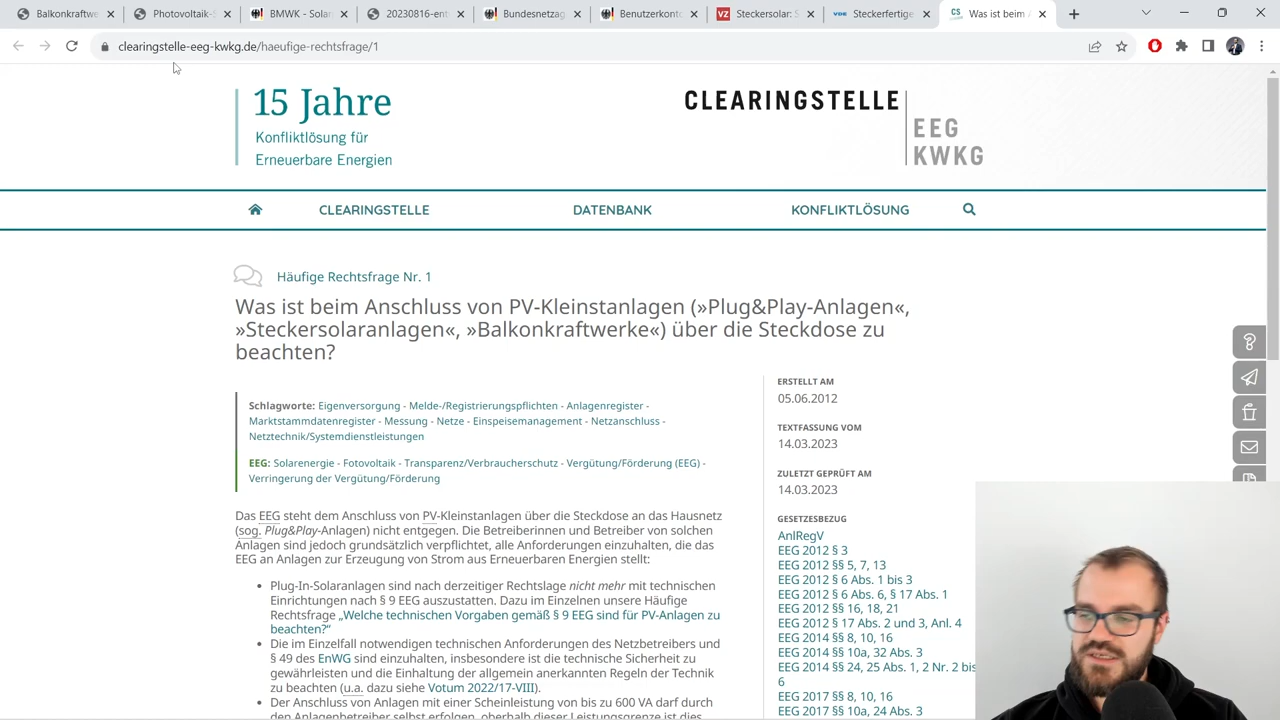 Balkonkraftwe
Photovoltaik-S
BMWK - Solar
20230816-entw
Bundesnetzag
Benutzerkonto
Steckersolar: S
Steckerfertige
Was ist beim A
clearingstelle-eeg-kwkg.de/haeufige-rechtsfrage/1
15 Jahre
Konfliktlösung für
Erneuerbare Energien
CLEARINGSTELLE
EEG
KWKG
CLEARINGSTELLE
DATENBANK
KONFLIKTLÖSUNG
Häufige Rechtsfrage Nr. 1
Was ist beim Anschluss von PV-Kleinstanlagen (»Plug&Play-Anlagen«,
»Steckersolaranlagen«, »Balkonkraftwerke«) über die Steckdose zu
beachten?
Schlagworte: Eigenversorgung - Melde-/Registrierungspflichten - Anlagenregister -
Marktstammdatenregister - Messung - Netze - Einspeisemanagement - Netzanschluss -
Netztechnik/Systemdienstleistungen
EEG: Solarenergie - Fotovoltaik - Transparenz/Verbraucherschutz - Vergütung/Förderung (EEG) -
Verringerung der Vergütung/Förderung
Das EEG steht dem Anschluss von PV-Kleinstanlagen über die Steckdose an das Hausnetz
(sog. Plug&Play-Anlagen) nicht entgegen. Die Betreiberinnen und Betreiber von solchen
Anlagen sind jedoch grundsätzlich verpflichtet, alle Anforderungen einzuhalten, die das
EEG an Anlagen zur Erzeugung von Strom aus Erneuerbaren Energien stellt:
• Plug-In-Solaranlagen sind nach derzeitiger Rechtslage nicht mehr mit technischen
Einrichtungen nach § 9 EEG auszustatten. Dazu im Einzelnen unsere Häufige
Rechtsfrage „Welche technischen Vorgaben gemäß § 9 EEG sind für PV-Anlagen zu
beachten?“
• Die im Einzelfall notwendigen technischen Anforderungen des Netzbetreibers und
§ 49 des EnWG sind einzuhalten, insbesondere ist die technische Sicherheit zu
gewährleisten und die Einhaltung der allgemein anerkannten Regeln der Technik
zu beachten (u.a. dazu siehe Votum 2022/17-VIII).
• Der Anschluss von Anlagen mit einer Scheinleistung von bis zu 600 VA darf durch
den Anlagenbetreiber selbst erfolgen, oberhalb dieser Leistungsgrenze ist dies
ERSTELLT AM
05.06.2012
TEXTFASSUNG VOM
14.03.2023
ZULETZT GEPRÜFT AM
14.03.2023
GESETZESBEZUG
AnlRegV
EEG 2012 § 3
EEG 2012 §§ 5, 7, 13
EEG 2012 § 6 Abs. 1 bis 3
EEG 2012 § 6 Abs. 6, § 17 Abs. 1
EEG 2012 §§ 16, 18, 21
EEG 2012 § 17 Abs. 2 und 3, Anl. 4
EEG 2014 §§ 8, 10, 16
EEG 2014 §§ 10a, 32 Abs. 3
EEG 2014 §§ 24, 25 Abs. 1, 2 Nr. 2 bis
6
EEG 2017 §§ 8, 10, 16
EEG 2017 §§ 10a, 24 Abs. 3